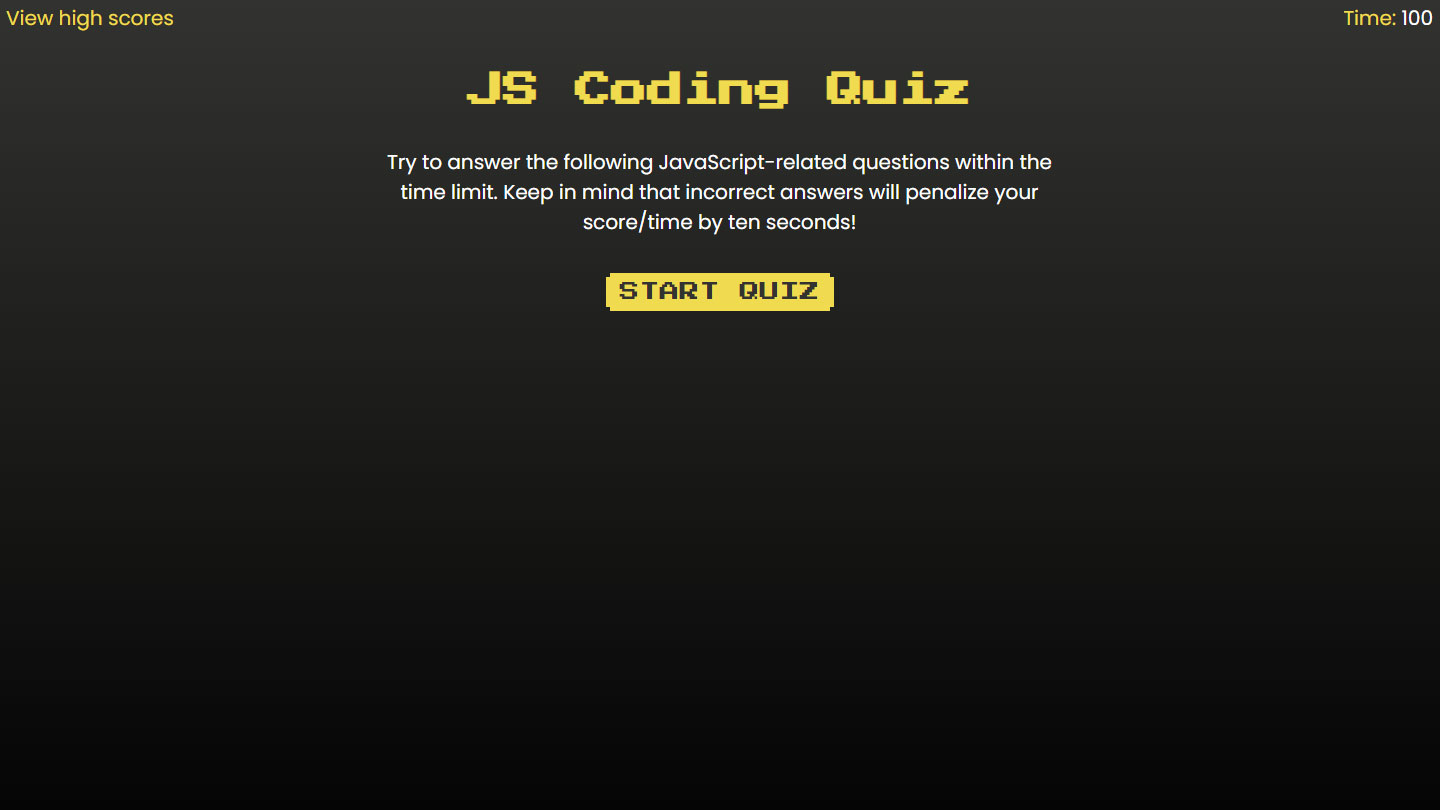 View high scores
Time: 100
JS Coding Quiz
Try to answer the following JavaScript-related questions within the
time limit. Keep in mind that incorrect answers will penalize your
score/time by ten seconds!
START QUIZ